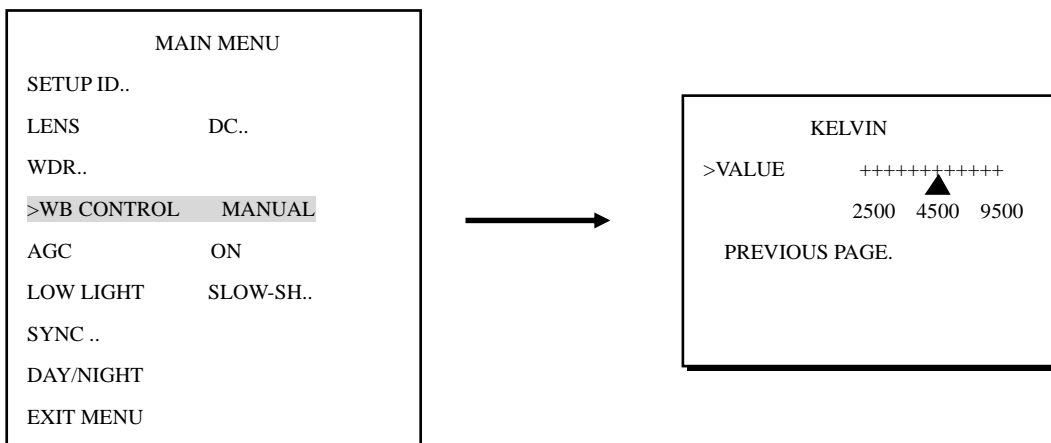 MAIN MENU
SETUP ID..
LENS DC..
WDR..
>WB CONTROL MANUAL
AGC ON
LOW LIGHT SLOW-SH..
SYNC ..
DAY/NIGHT
EXIT MENU
KELVIN
>VALUE ++++++++++++
2500 4500 9500
PREVIOUS PAGE.